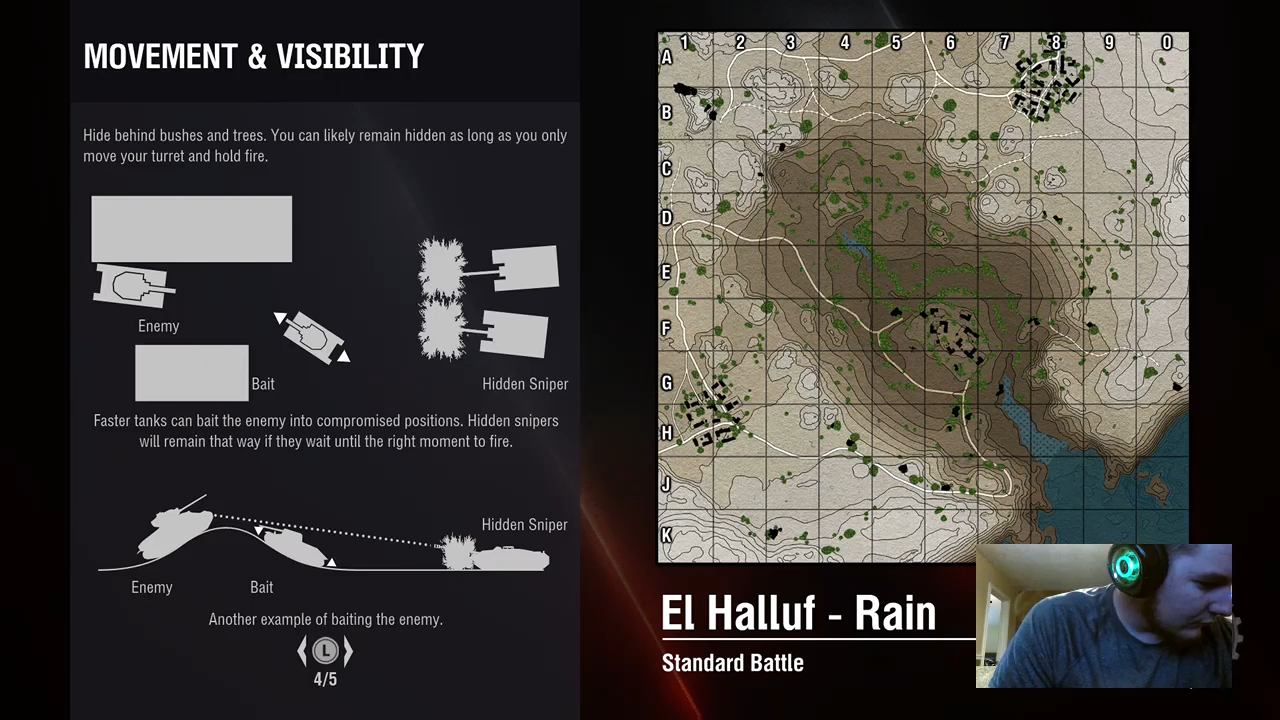 MOVEMENT & VISIBILITY
Hide behind bushes and trees. You can likely remain hidden as long as you only
move your turret and hold fire.
Enemy
Bait
Hidden Sniper
Faster tanks can bait the enemy into compromised positions. Hidden snipers
will remain that way if they wait until the right moment to fire.
Hidden Sniper
Enemy
Bait
Another example of baiting the enemy.
L
4/5
1 2 3 4 5 6 7 8 9 0
A
B
C
D
E
F
G
H
J
K
El Halluf - Rain
Standard Battle